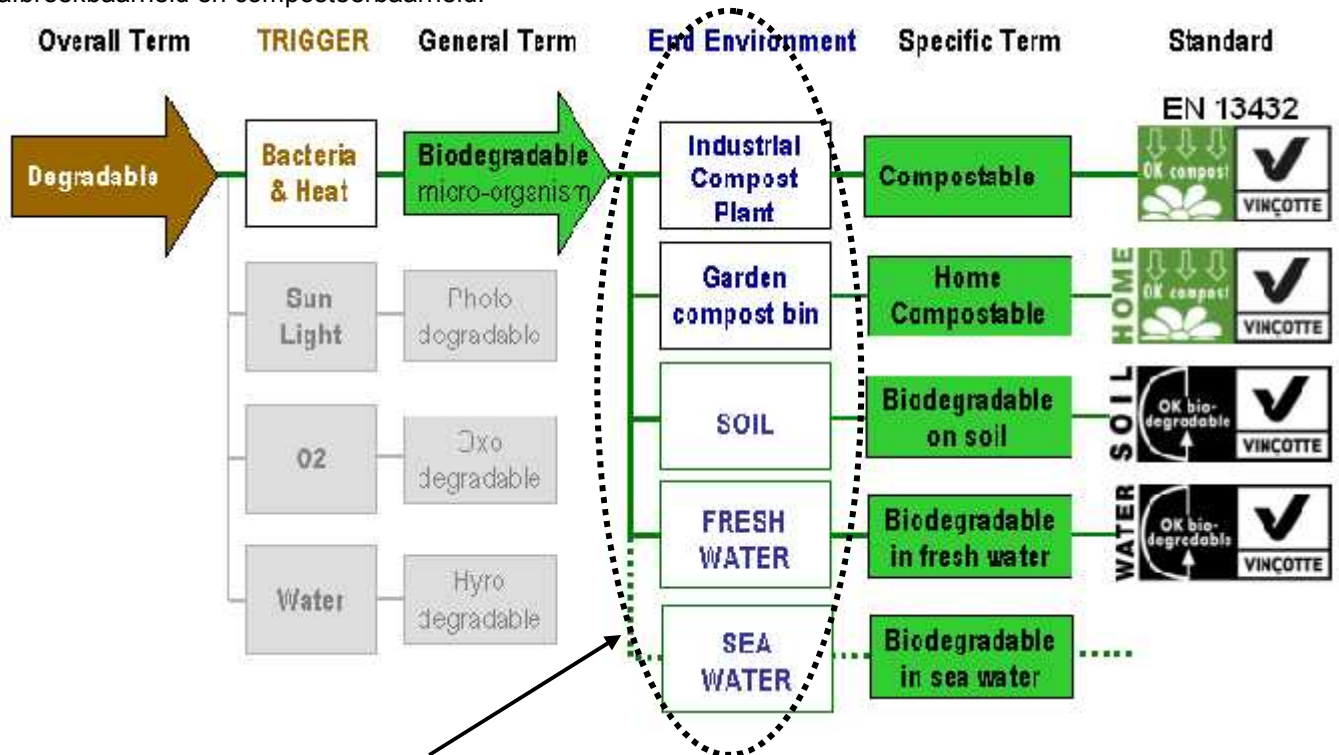 afbreekbaarheid en composteerbaarheid.
Overall Term
TRIGGER
General Term
End Environment
Specific Term
Standard
EN 13432
Degradable
Bacteria
& Heat
Biodegradable
micro-organism
Industrial
Compost
Plant
Compostable
OK compost
VINÇOTTE
Sun
Light
Photo
degradable
Garden
compost bin
Home
Compostable
HOME
OK compost
VINÇOTTE
O2
Oxo
degradable
SOIL
Biodegradable
on soil
SOIL
OK bio-
degradable
VINÇOTTE
Water
Hyro
degradable
FRESH
WATER
Biodegradable
in fresh water
WATER
OK bio-
degradable
VINÇOTTE
SEA
WATER
Biodegradable
in sea water